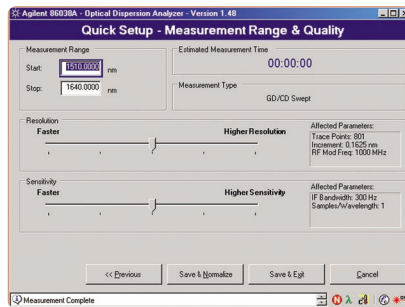 Agilent 86038A - Optical Dispersion Analyzer - Version 1.48
Quick Setup - Measurement Range & Quality
Measurement Range
Start: 1510.0000 nm
Stop: 1640.0000 nm
Estimated Measurement Time
00:00:00
Measurement Type
GD/CD Swept
Resolution
Faster Higher Resolution
Affected Parameters:
Trace Points: 801
Increment: 0.1625 nm
RF Mod Freq: 1000 MHz
Sensitivity
Faster Higher Sensitivity
Affected Parameters:
IF Bandwidth: 300 Hz
Samples/Wavelength: 1
<< Previous Save & Normalize Save & Exit Cancel
Measurement Complete